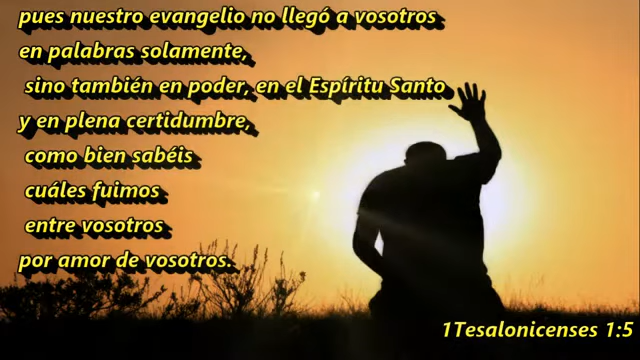 pues nuestro evangelio no llegó a vosotros
en palabras solamente,
sino también en poder, en el Espíritu Santo
y en plena certidumbre,
como bien sabéis
cuáles fuimos
entre vosotros
por amor de vosotros.
1Tesalonicenses 1:5